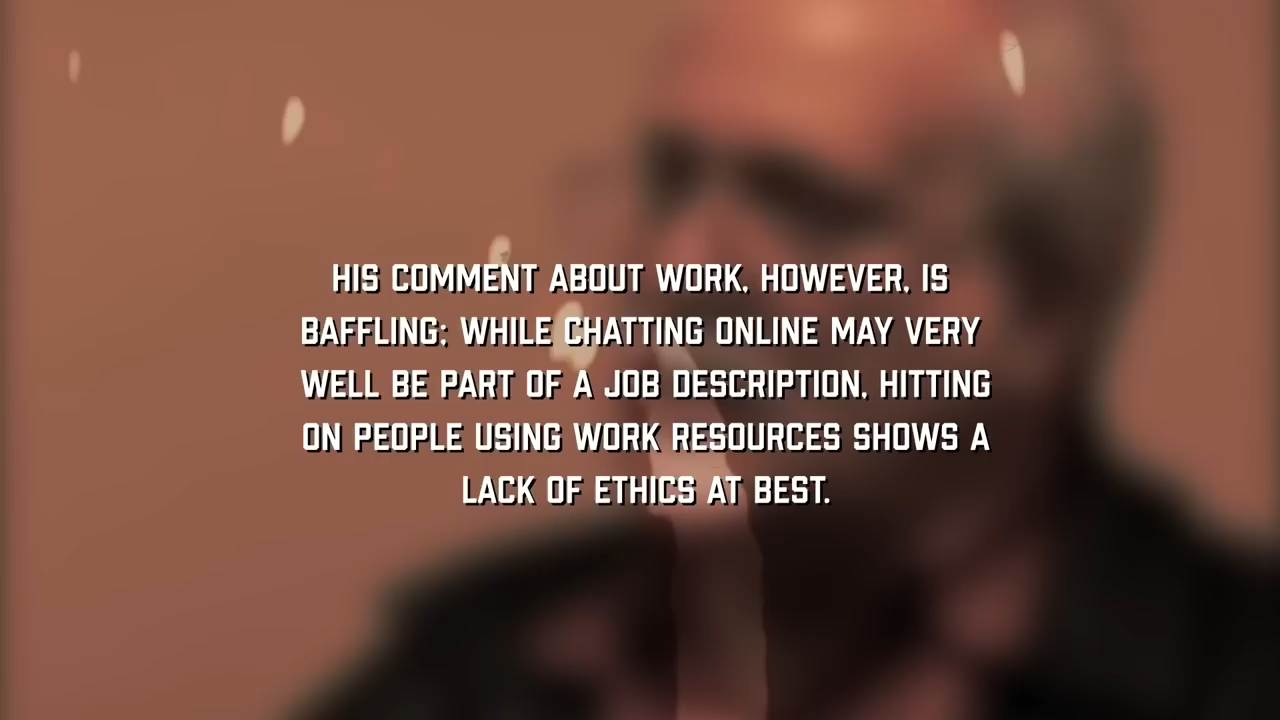 HIS COMMENT ABOUT WORK, HOWEVER, IS
BAFFLING; WHILE CHATTING ONLINE MAY VERY
WELL BE PART OF A JOB DESCRIPTION, HITTING
ON PEOPLE USING WORK RESOURCES SHOWS A
LACK OF ETHICS AT BEST.